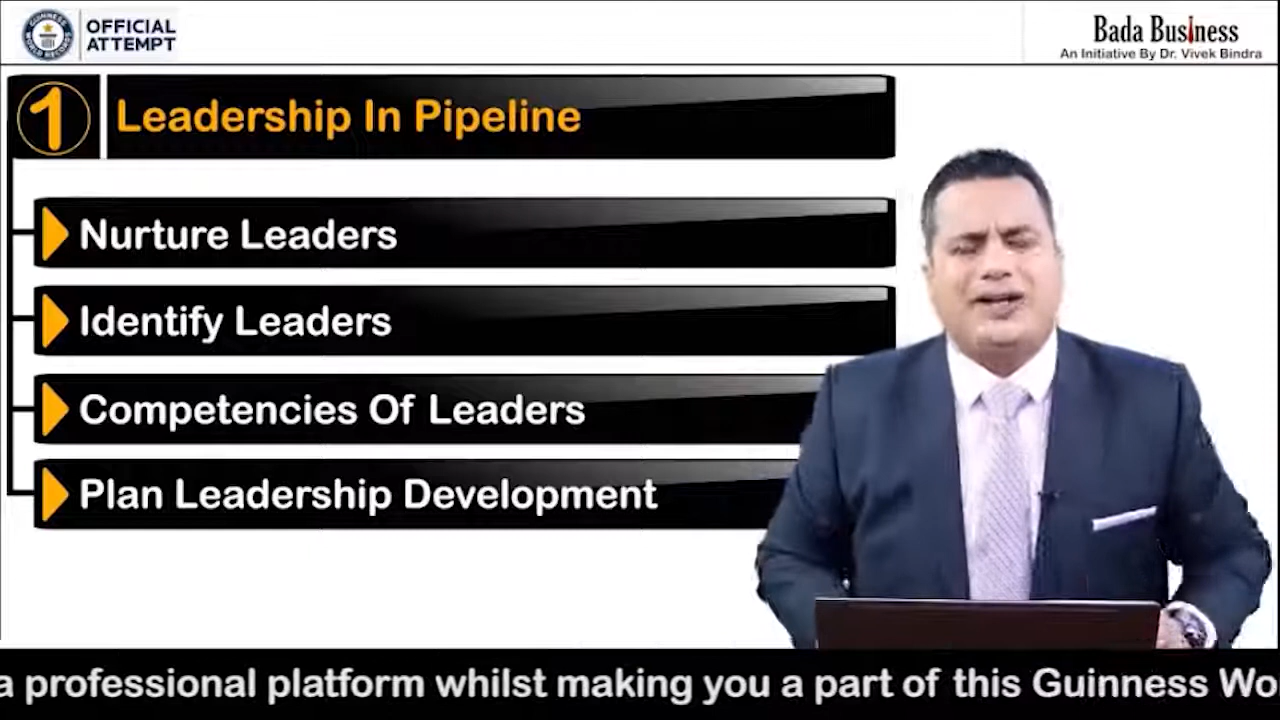 OFFICIAL
ATTEMPT
Bada Business
An Initiative By Dr. Vivek Bindra
1 Leadership In Pipeline
Nurture Leaders
Identify Leaders
Competencies Of Leaders
Plan Leadership Development
a professional platform whilst making you a part of this Guinness Wo